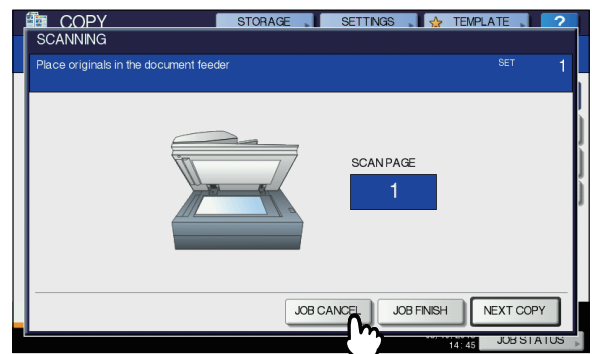 COPY STORAGE SETTINGS TEMPLATE ?
SCANNING
Place originals in the document feeder SET 1
SCAN PAGE
1
JOB CANCEL JOB FINISH NEXT COPY
14: 45 JOB STATUS